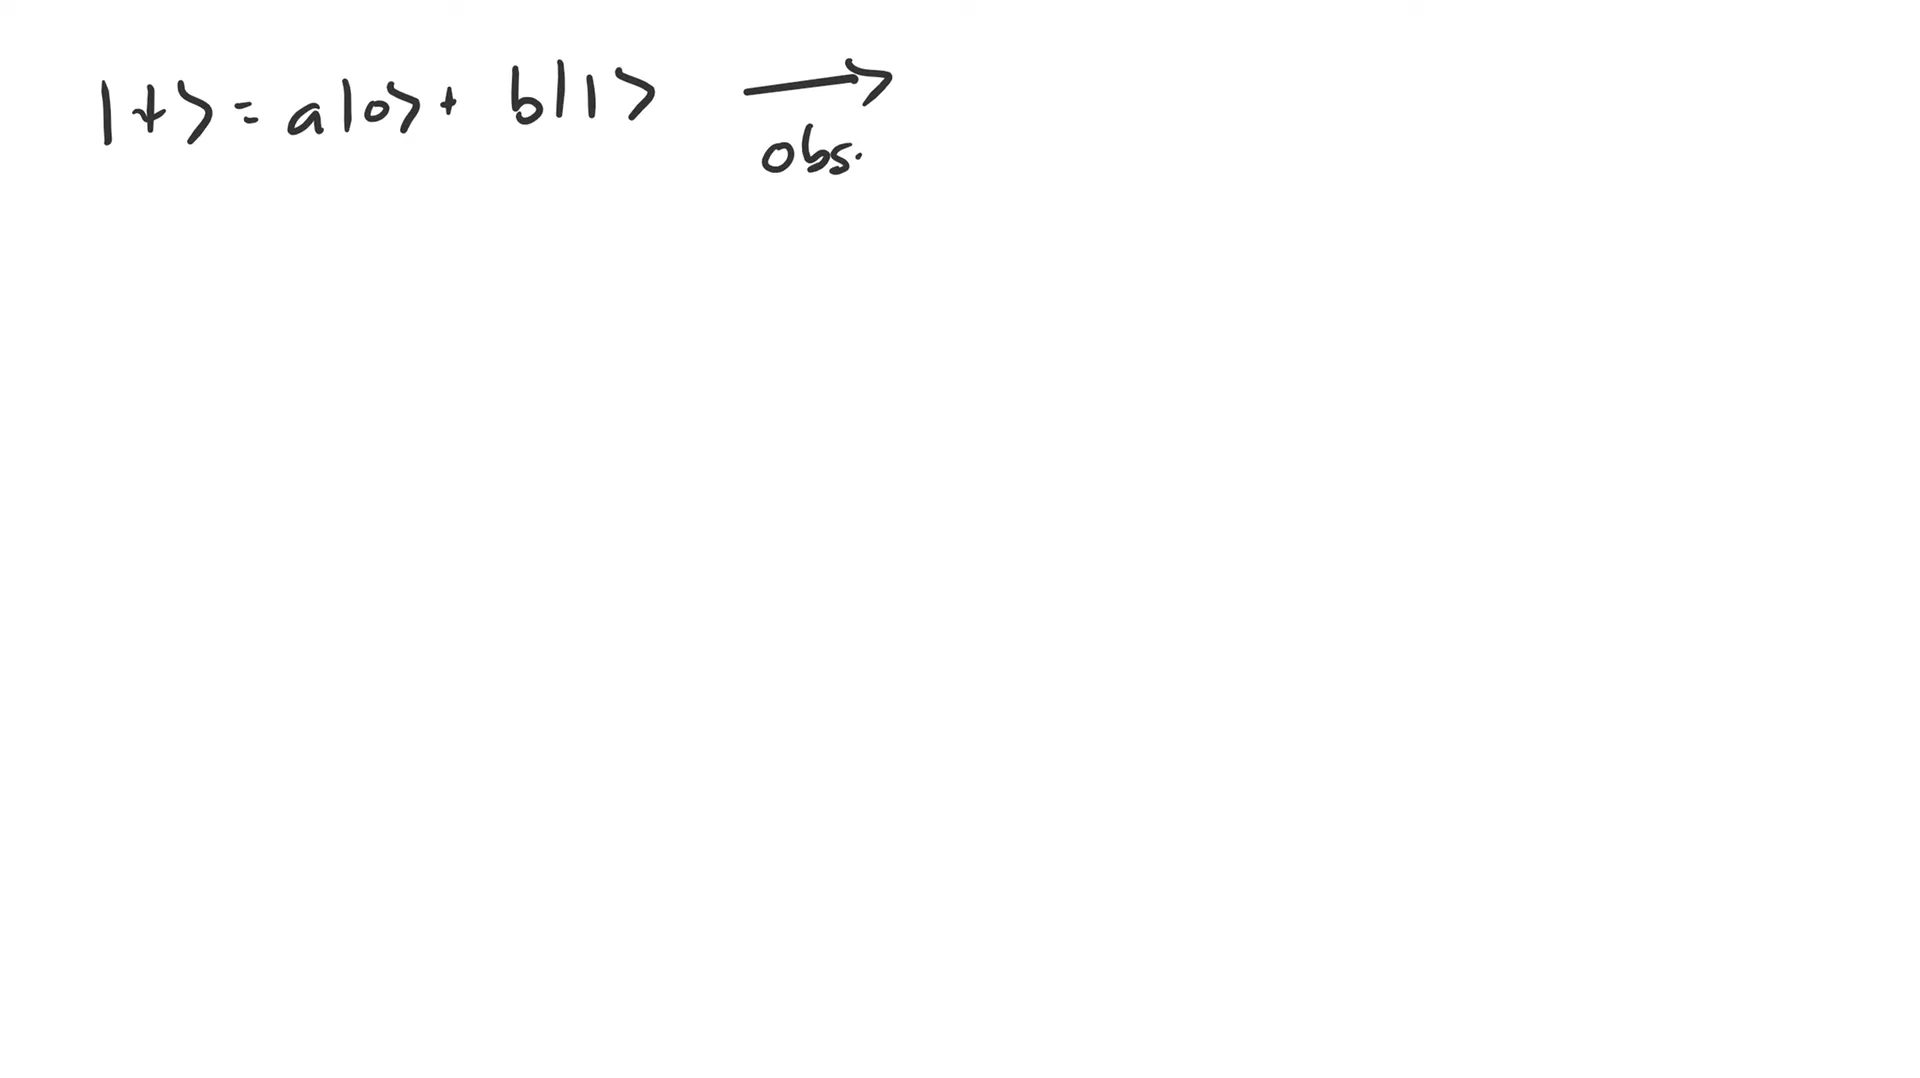 |ψ> = a|0> + b|1> ⟶
obs.